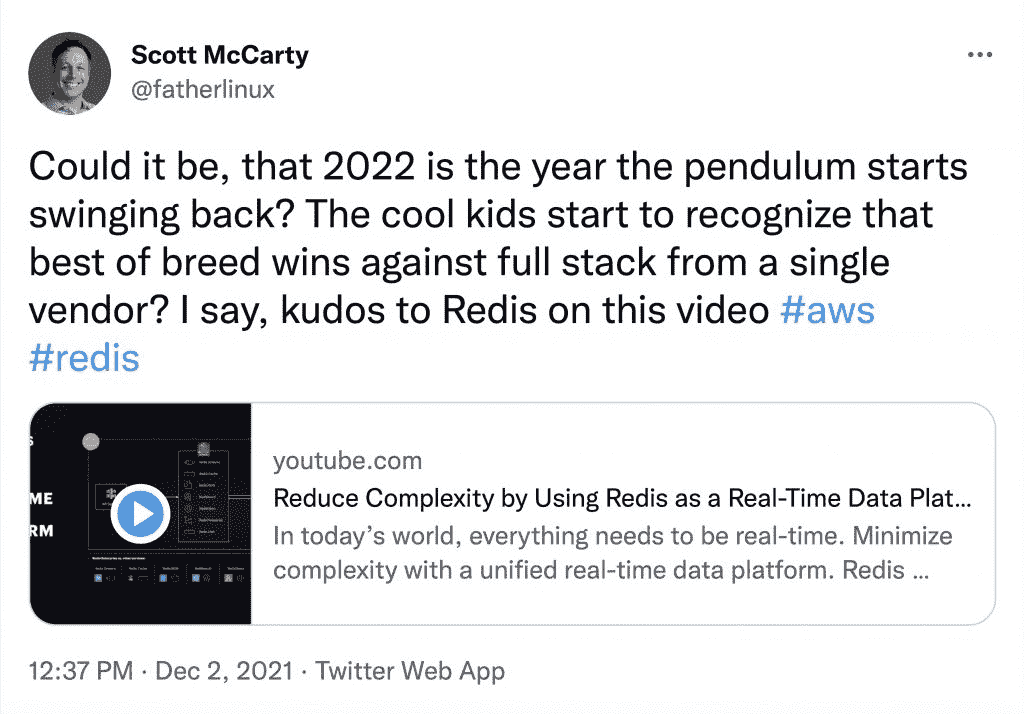 Scott McCarty
@fatherlinux
Could it be, that 2022 is the year the pendulum starts
swinging back? The cool kids start to recognize that
best of breed wins against full stack from a single
vendor? I say, kudos to Redis on this video #aws
#redis
ME
RM
youtube.com
Reduce Complexity by Using Redis as a Real-Time Data Plat...
In today’s world, everything needs to be real-time. Minimize
complexity with a unified real-time data platform. Redis ...
12:37 PM · Dec 2, 2021 · Twitter Web App